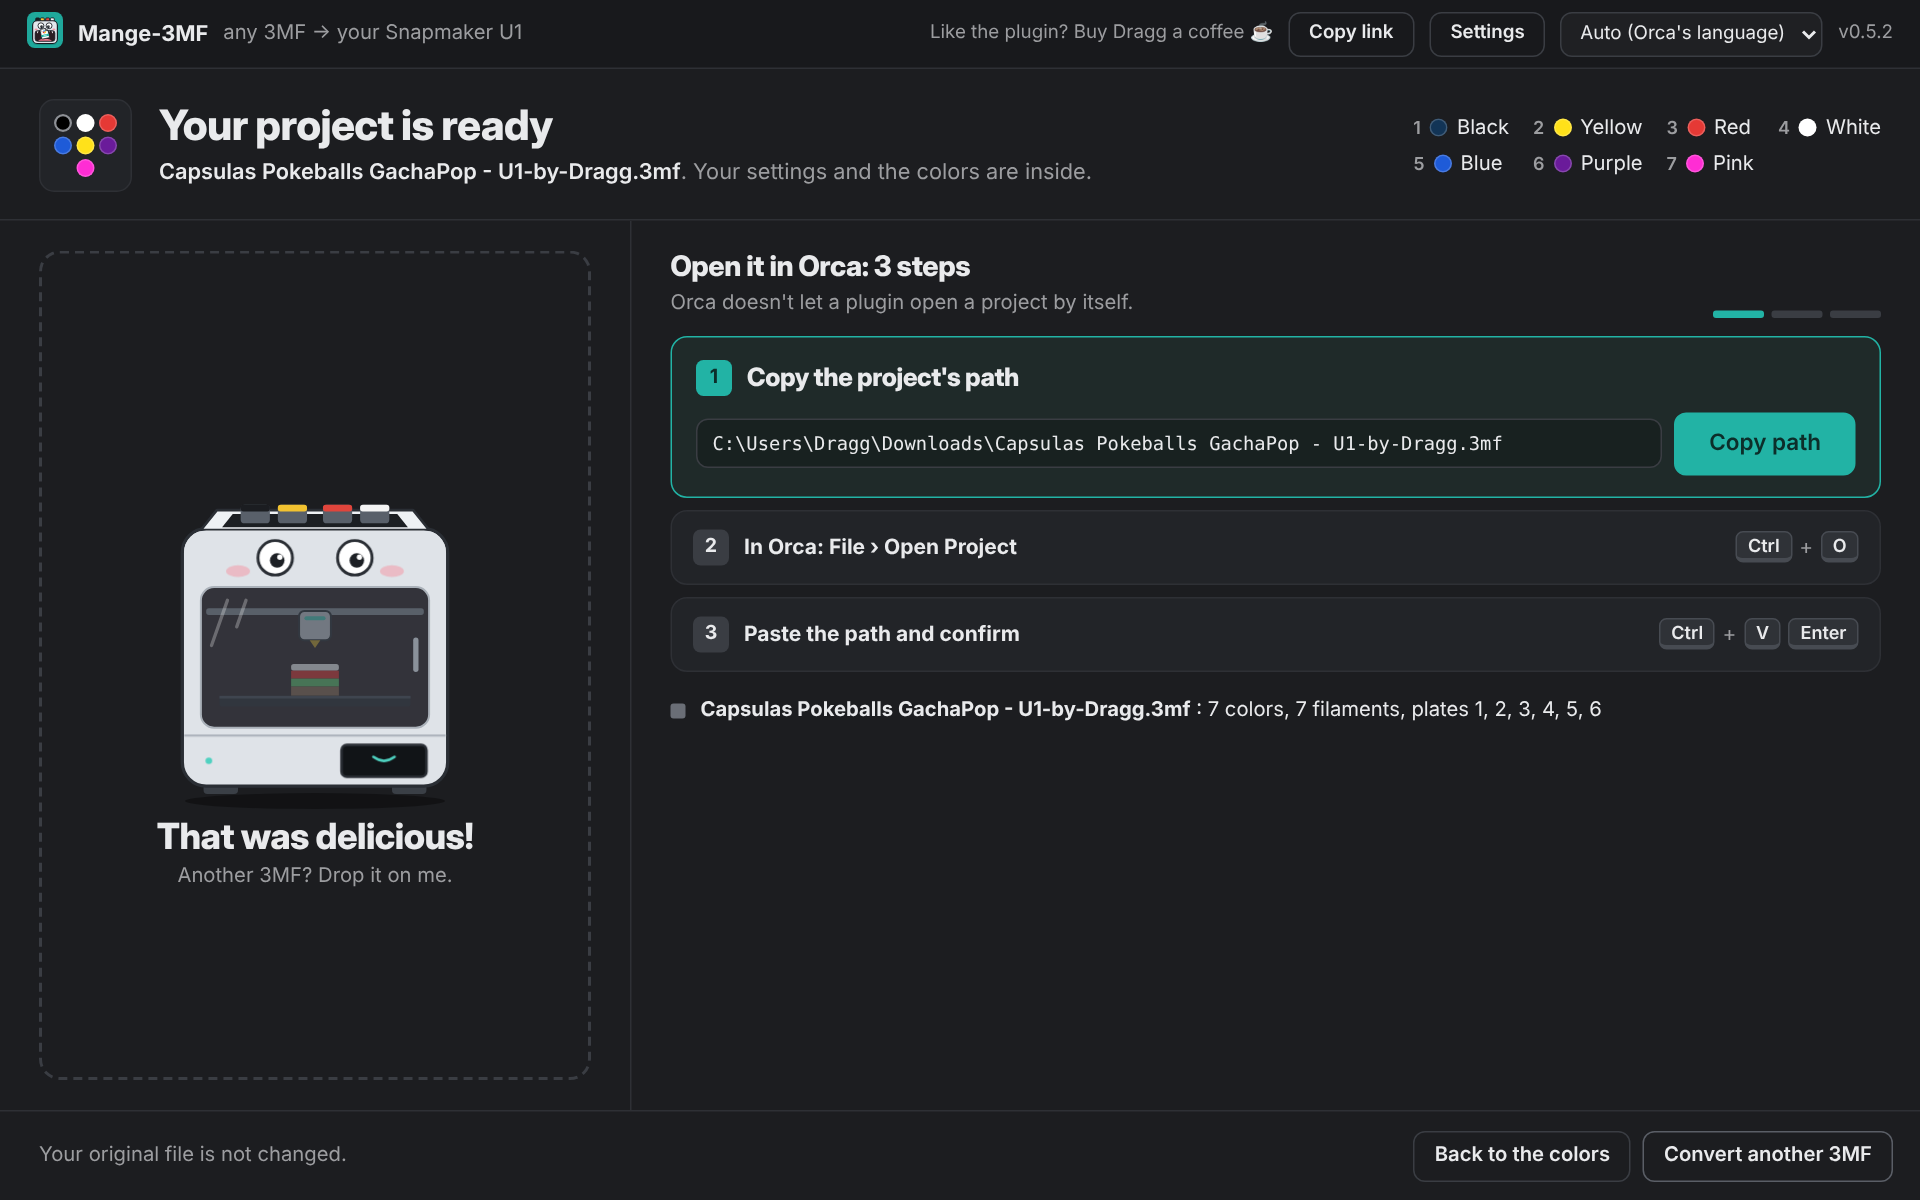 Mange-3MF any 3MF → your Snapmaker U1
Like the plugin? Buy Dragg a coffee ☕ Copy link Settings Auto (Orca's language) v0.5.2
Your project is ready
Capsulas Pokeballs GachaPop - U1-by-Dragg.3mf. Your settings and the colors are inside.
1 Black 2 Yellow 3 Red 4 White
5 Blue 6 Purple 7 Pink
That was delicious!
Another 3MF? Drop it on me.
Open it in Orca: 3 steps
Orca doesn't let a plugin open a project by itself.
1 Copy the project's path
C:\Users\Dragg\Downloads\Capsulas Pokeballs GachaPop - U1-by-Dragg.3mf Copy path
2 In Orca: File › Open Project Ctrl + O
3 Paste the path and confirm Ctrl + V Enter
Capsulas Pokeballs GachaPop - U1-by-Dragg.3mf : 7 colors, 7 filaments, plates 1, 2, 3, 4, 5, 6
Your original file is not changed.
Back to the colors Convert another 3MF